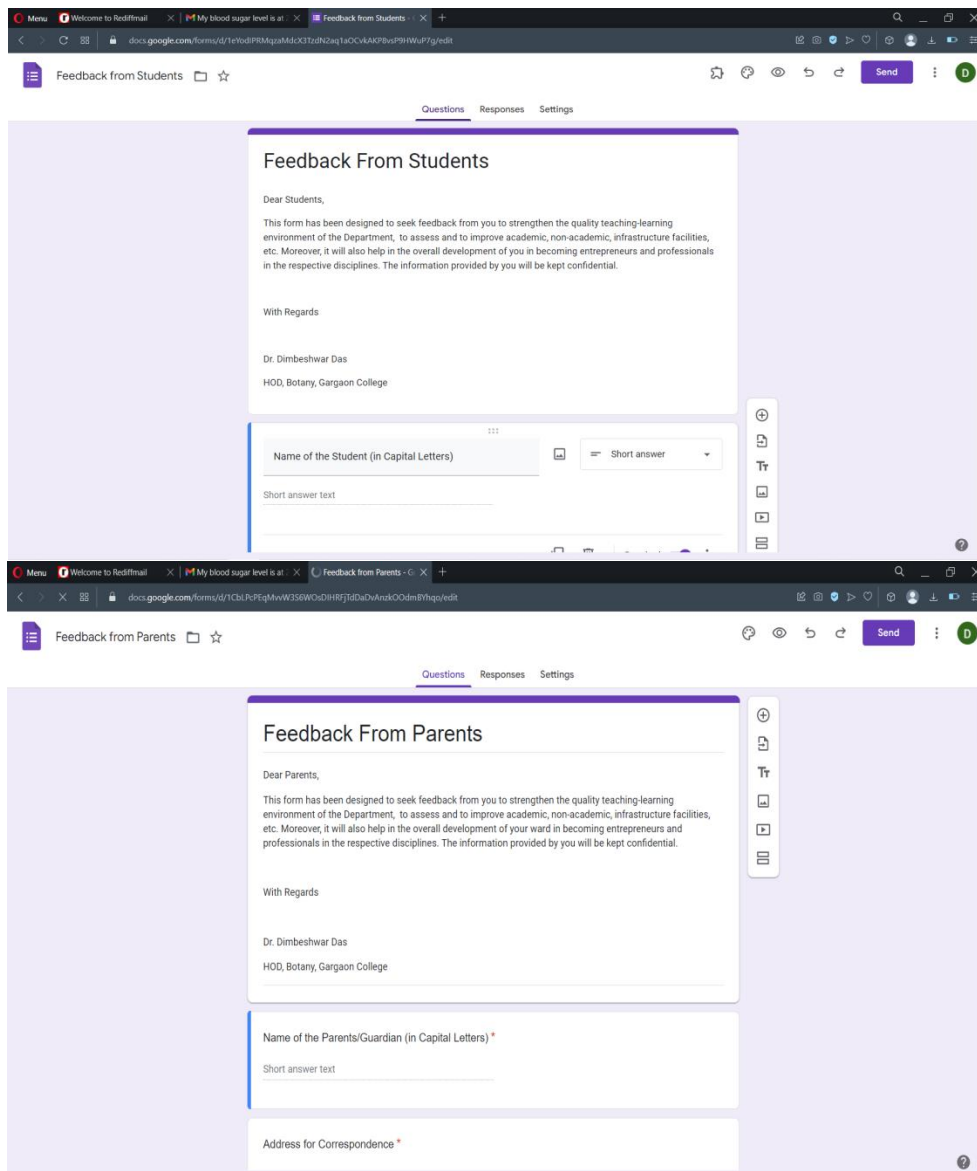 Menu Welcome to Rediffmail My blood sugar level is at Feedback from Students -
docs.google.com/forms/d/
Feedback from Students Send D
Questions Responses Settings
Feedback From Students
Dear Students,
This form has been designed to seek feedback from you to strengthen the quality teaching-learning
environment of the Department, to assess and to improve academic, non-academic, infrastructure facilities,
etc. Moreover, it will also help in the overall development of you in becoming entrepreneurs and professionals
in the respective disciplines. The information provided by you will be kept confidential.
With Regards
Dr. Dimbeshwar Das
HOD, Botany, Gargaon College
Name of the Student (in Capital Letters) Short answer
Short answer text
Menu Welcome to Rediffmail My blood sugar level is at Feedback from Parents -
docs.google.com/forms/d/
Feedback from Parents Send D
Questions Responses Settings
Feedback From Parents
Dear Parents,
This form has been designed to seek feedback from you to strengthen the quality teaching-learning
environment of the Department, to assess and to improve academic, non-academic, infrastructure facilities,
etc. Moreover, it will also help in the overall development of your ward in becoming entrepreneurs and
professionals in the respective disciplines. The information provided by you will be kept confidential.
With Regards
Dr. Dimbeshwar Das
HOD, Botany, Gargaon College
Name of the Parents/Guardian (in Capital Letters) *
Short answer text
Address for Correspondence *